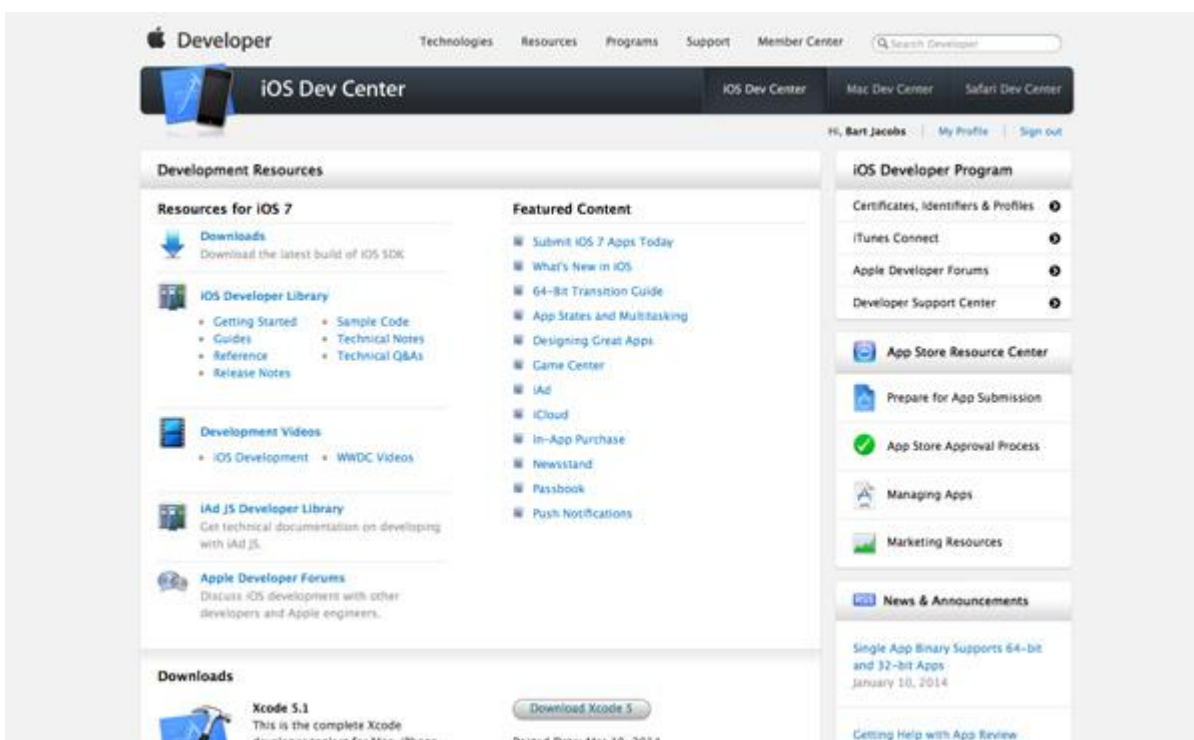 Developer
Technologies Resources Programs Support Member Center
Search Developer
iOS Dev Center
iOS Dev Center Mac Dev Center Safari Dev Center
Hi, Bart Jacobs | My Profile | Sign out
Development Resources
Resources for iOS 7
Downloads
Download the latest build of iOS SDK
iOS Developer Library
Getting Started
Sample Code
Guides
Technical Notes
Reference
Technical Q&As
Release Notes
Development Videos
iOS Development
WWDC Videos
iAd JS Developer Library
Get technical documentation on developing
with iAd JS.
Apple Developer Forums
Discuss iOS development with other
developers and Apple engineers.
Featured Content
Submit iOS 7 Apps Today
What's New in iOS
64-Bit Transition Guide
App States and Multitasking
Designing Great Apps
Game Center
iAd
iCloud
In-App Purchase
Newsstand
Passbook
Push Notifications
iOS Developer Program
Certificates, Identifiers & Profiles
iTunes Connect
Apple Developer Forums
Developer Support Center
App Store Resource Center
Prepare for App Submission
App Store Approval Process
Managing Apps
Marketing Resources
News & Announcements
Single App Binary Supports 64-bit
and 32-bit Apps
January 10, 2014
Getting Help with App Review
Downloads
Xcode 5.1
This is the complete Xcode
Download Xcode 5